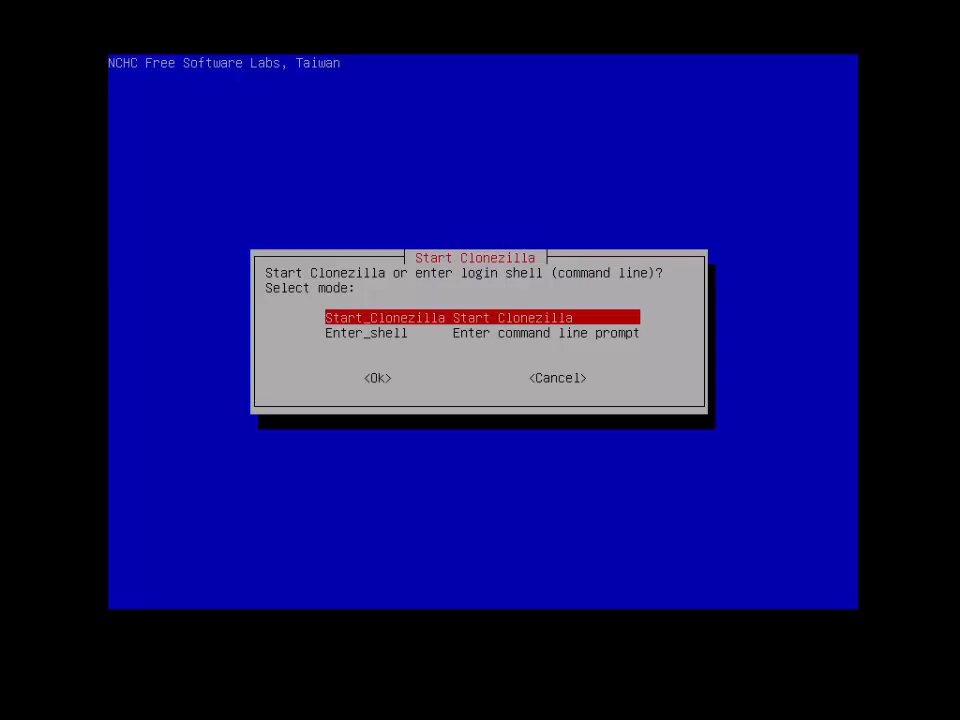 NCHC Free Software Labs, Taiwan
Start Clonezilla
Start Clonezilla or enter login shell (command line)?
Select mode:
Start_Clonezilla Start Clonezilla
Enter_shell Enter command line prompt
<Ok> <Cancel>